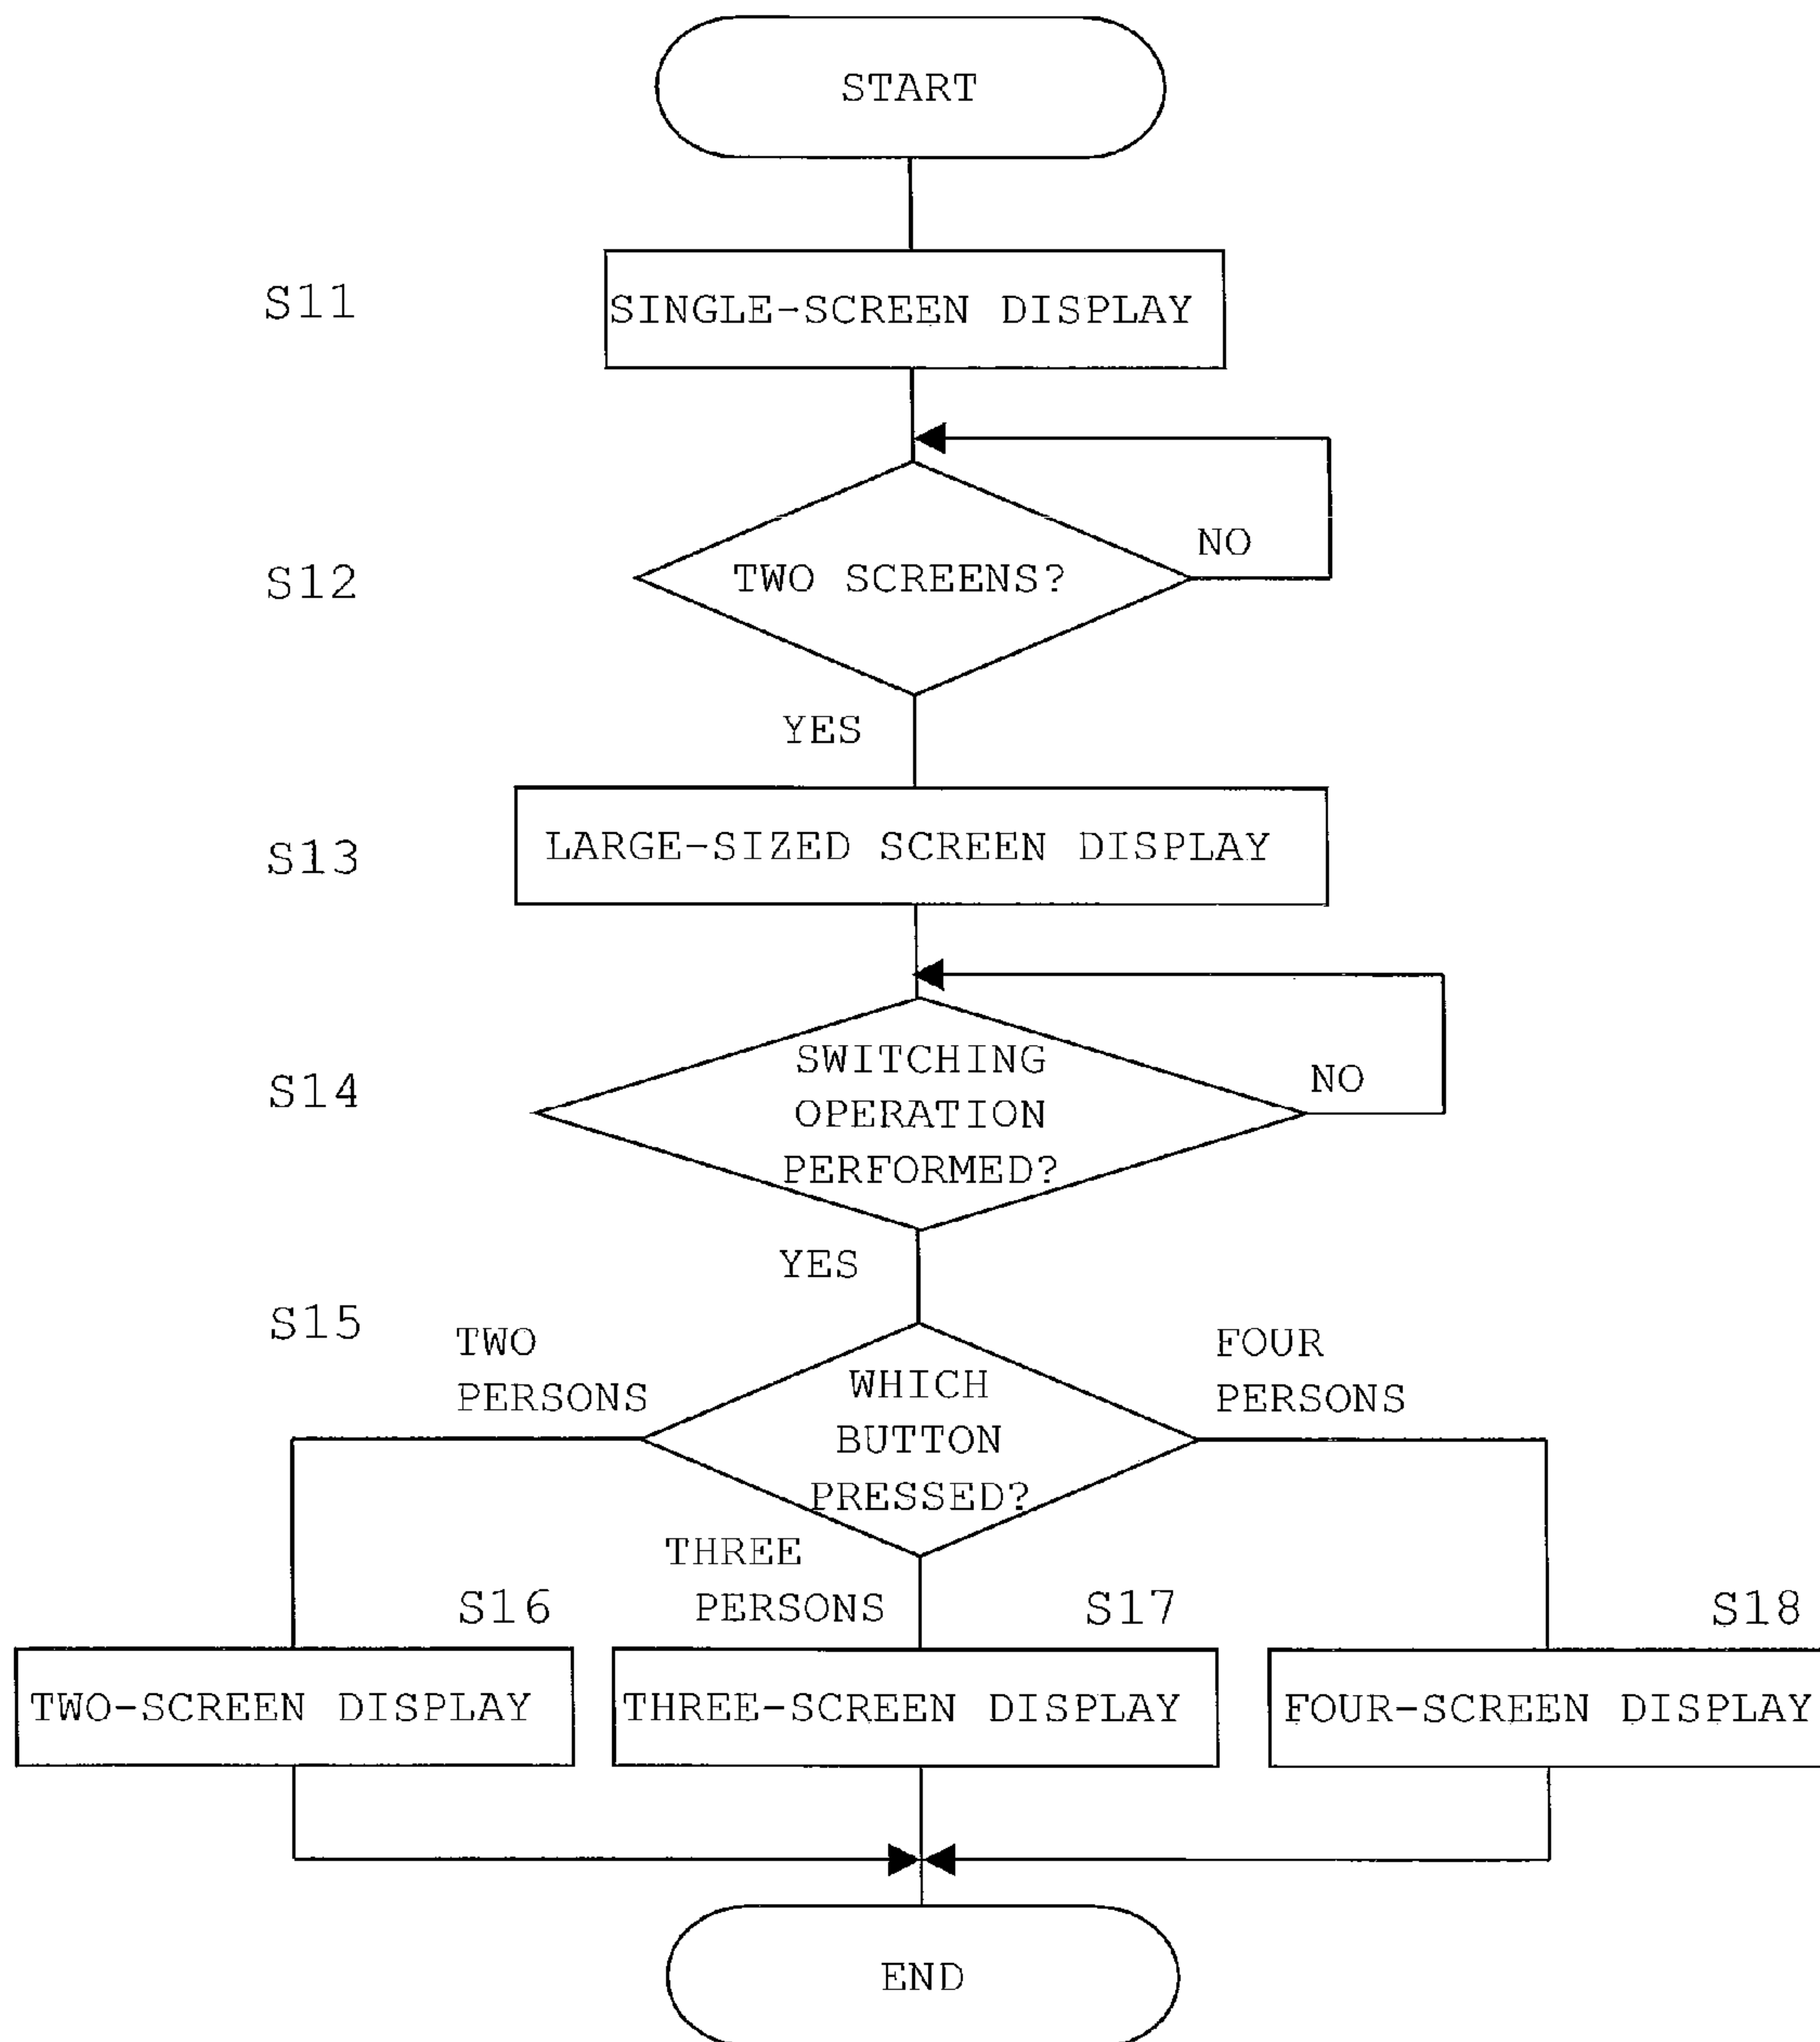 START
S11
SINGLE-SCREEN DISPLAY
S12
TWO SCREENS?
NO
YES
S13
LARGE-SIZED SCREEN DISPLAY
S14
SWITCHING
OPERATION
PERFORMED?
NO
YES
S15
TWO
PERSONS
WHICH
BUTTON
PRESSED?
FOUR
PERSONS
THREE
PERSONS
S16
S17
S18
TWO-SCREEN DISPLAY
THREE-SCREEN DISPLAY
FOUR-SCREEN DISPLAY
END